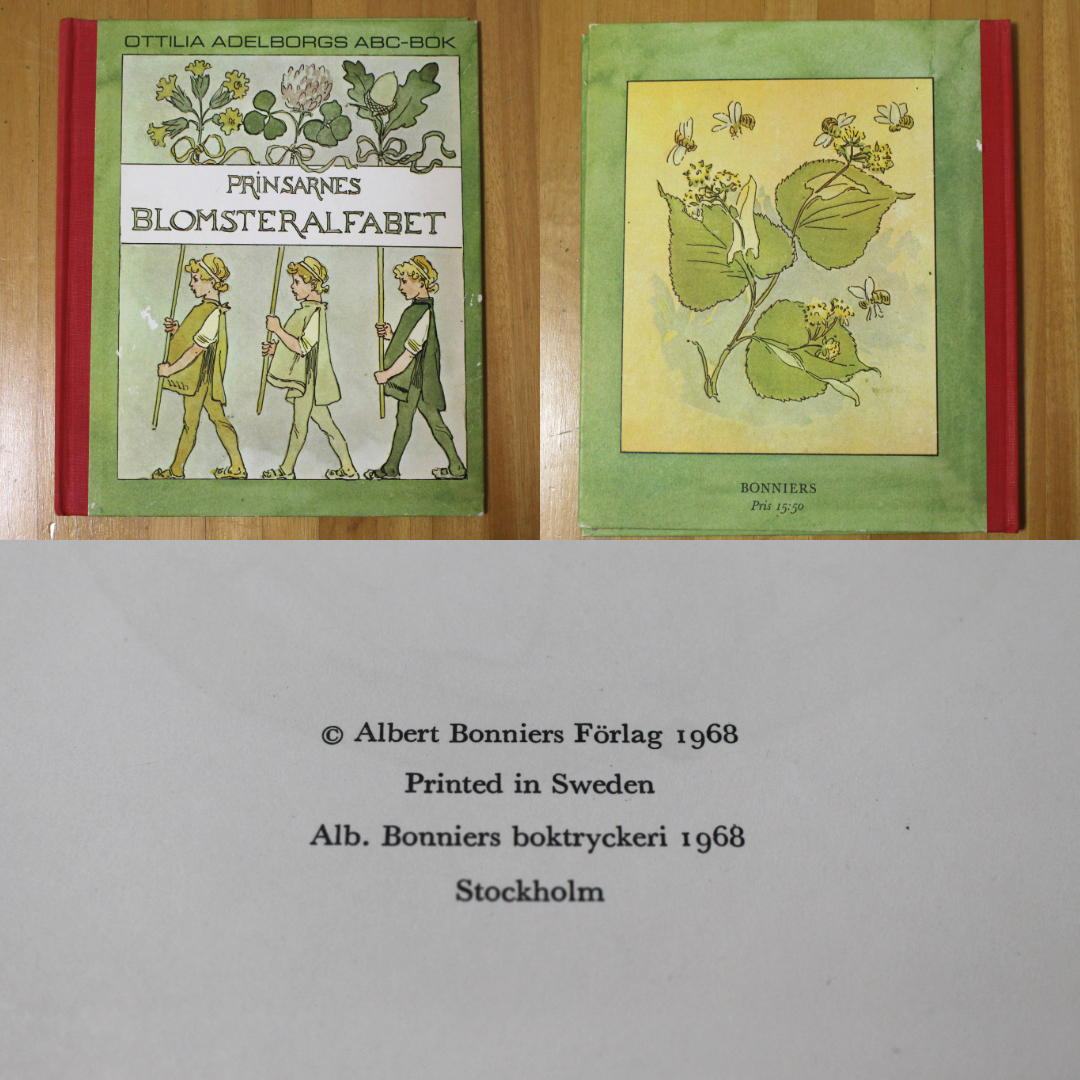 OTTILIA ADELBORGS ABC-BOK
PRINSARNES
BLOMSTERALFABET
BONNIERS
Pris 15:50
© Albert Bonniers Förlag 1968
Printed in Sweden
Alb. Bonniers boktryckeri 1968
Stockholm